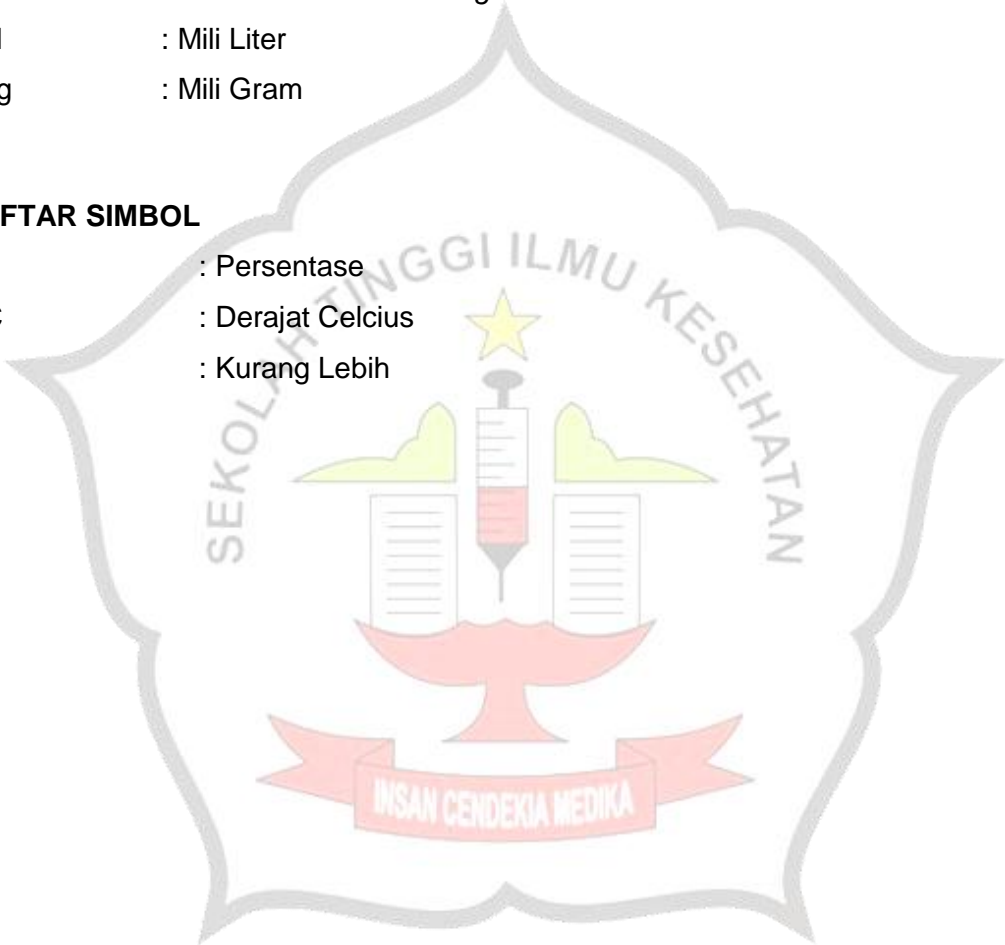 : Mili Liter
g : Mili Gram
FTAR SIMBOL
: Persentase
C : Derajat Celcius
: Kurang Lebih
SEKOLAH TINGGI ILMU KESEHATAN
INSAN CENDEKIA MEDIKA